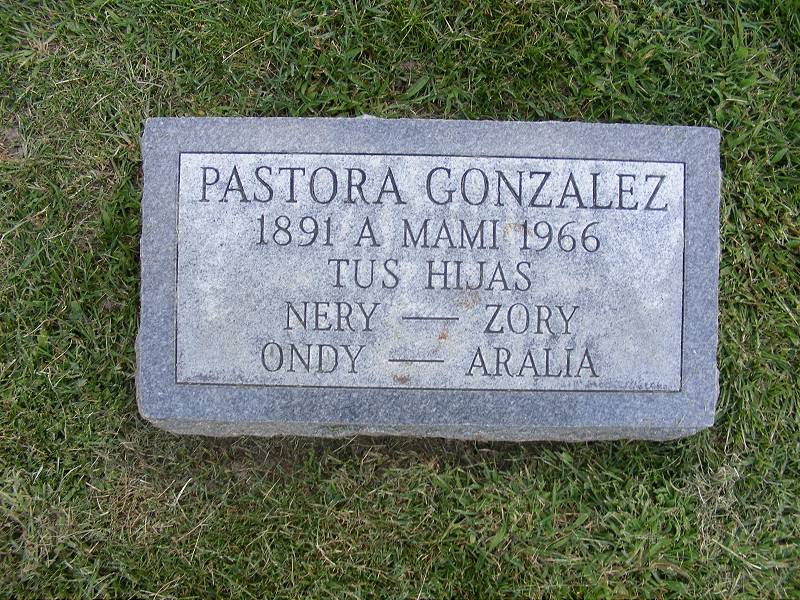 PASTORA GONZALEZ
1891 A MAMI 1966
TUS HIJAS
NERY — ZORY
ONDY — ARALIA